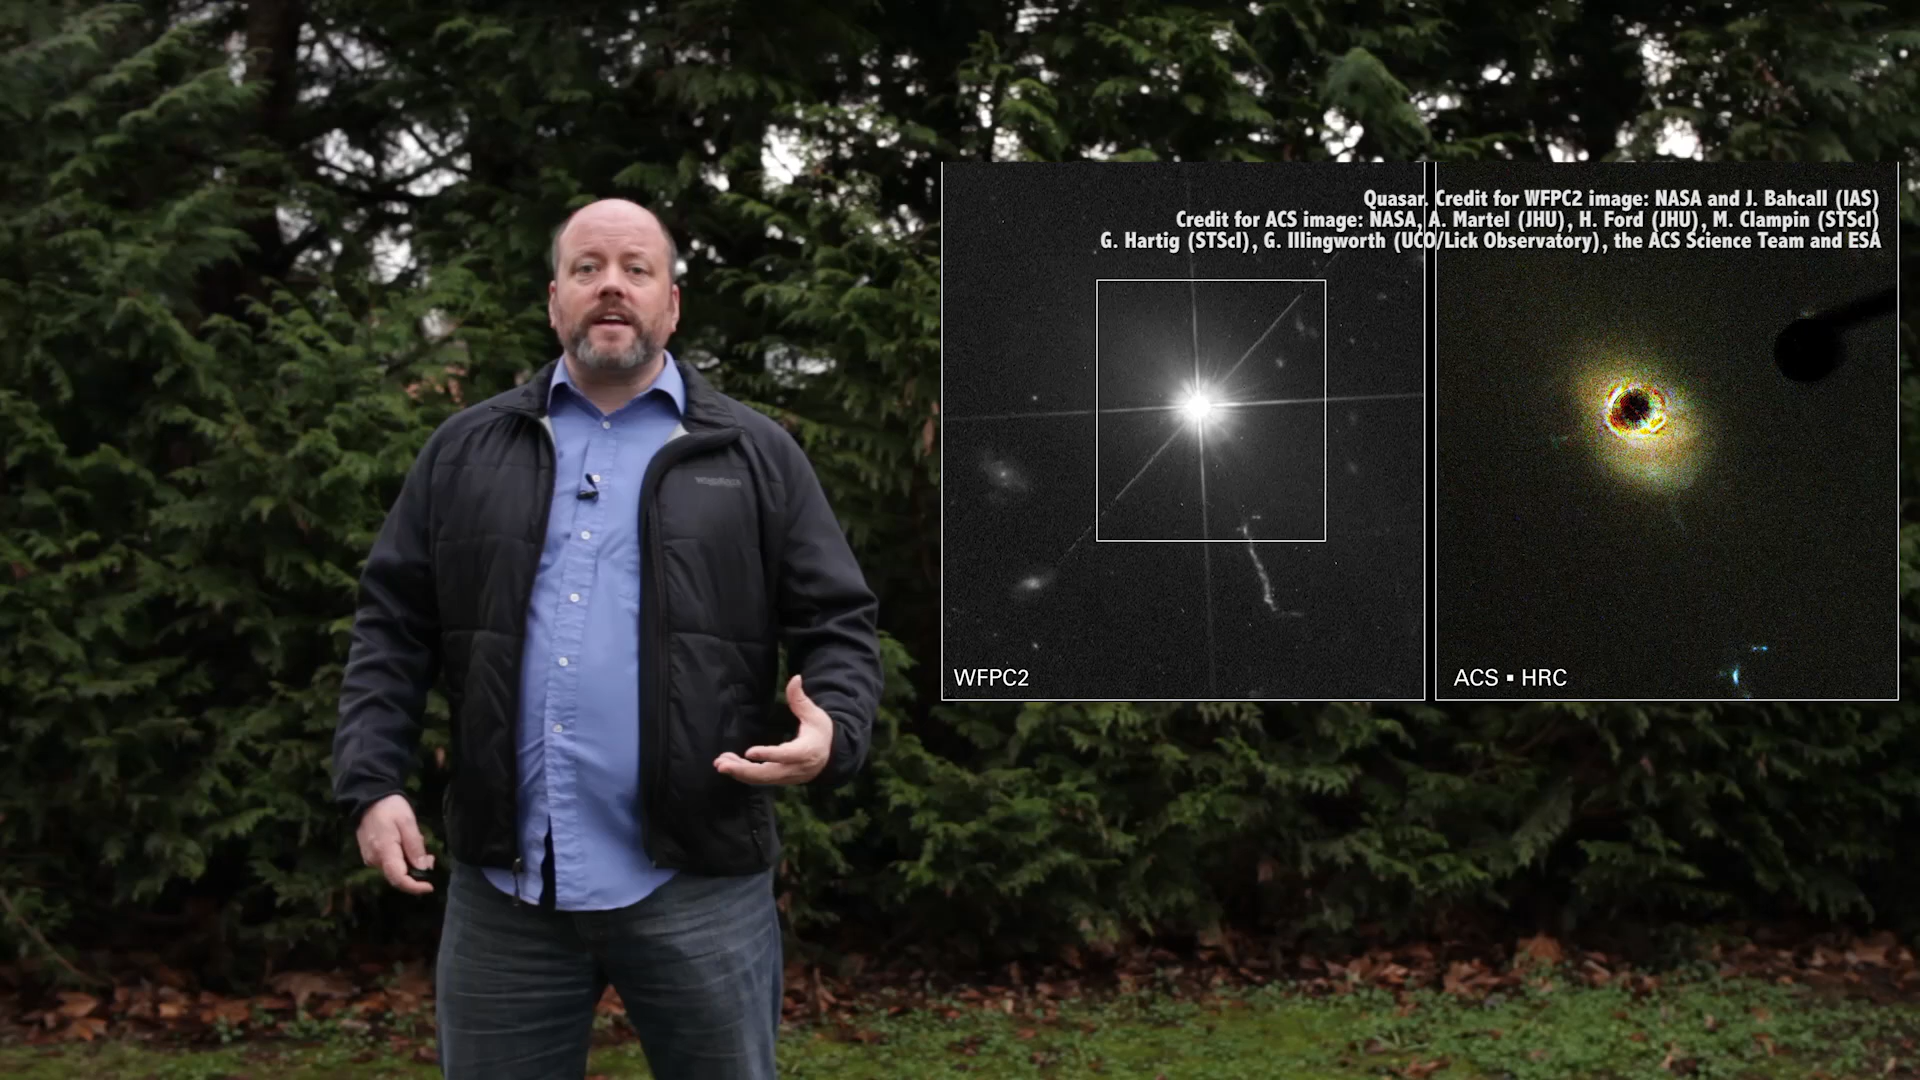 Quasar. Credit for WFPC2 image: NASA and J. Bahcall (IAS)
Credit for ACS image: NASA, A. Martel (JHU), H. Ford (JHU), M. Clampin (STScI)
G. Hartig (STScI), G. Illingworth (UCO/Lick Observatory), the ACS Science Team and ESA
WFPC2
ACS ▪ HRC